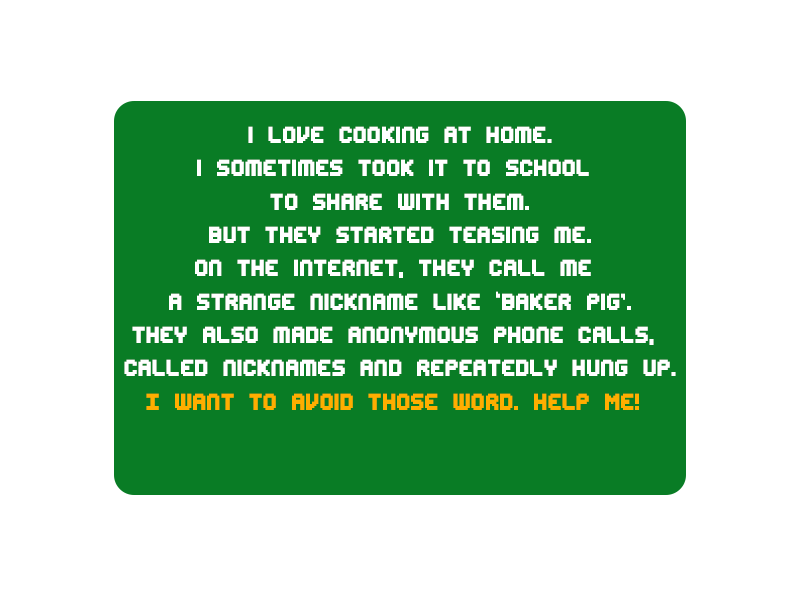 I LOVE COOKING AT HOME.
I SOMETIMES TOOK IT TO SCHOOL
TO SHARE WITH THEM.
BUT THEY STARTED TEASING ME.
ON THE INTERNET, THEY CALL ME
A STRANGE NICKNAME LIKE 'BAKER PIG'.
THEY ALSO MADE ANONYMOUS PHONE CALLS,
CALLED NICKNAMES AND REPEATEDLY HUNG UP.
I WANT TO AVOID THOSE WORD. HELP ME!